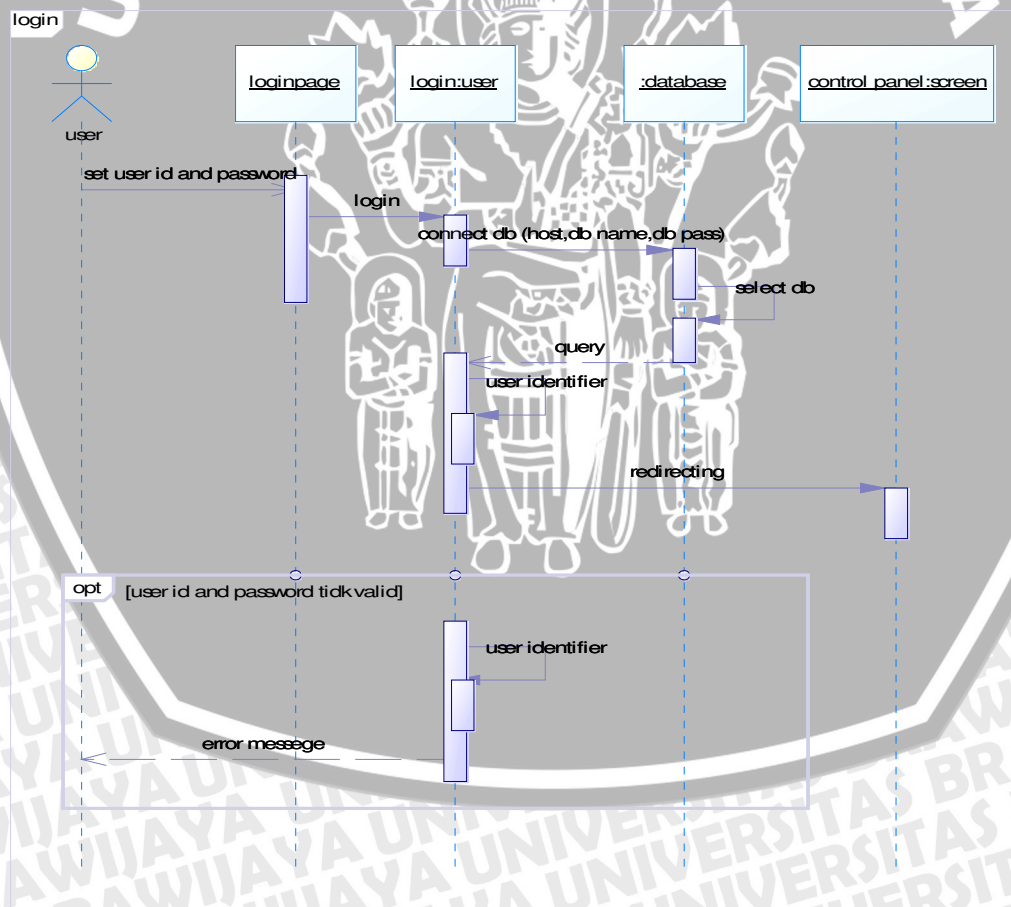 login
user
loginpage
login:user
:database
control panel:screen
set user id and password
login
connect db (host,db name,db pass)
select db
query
user identifier
redirecting
opt
[user id and password tidk valid]
user identifier
error messege
UNIVERSITAS BRAWIJAYA